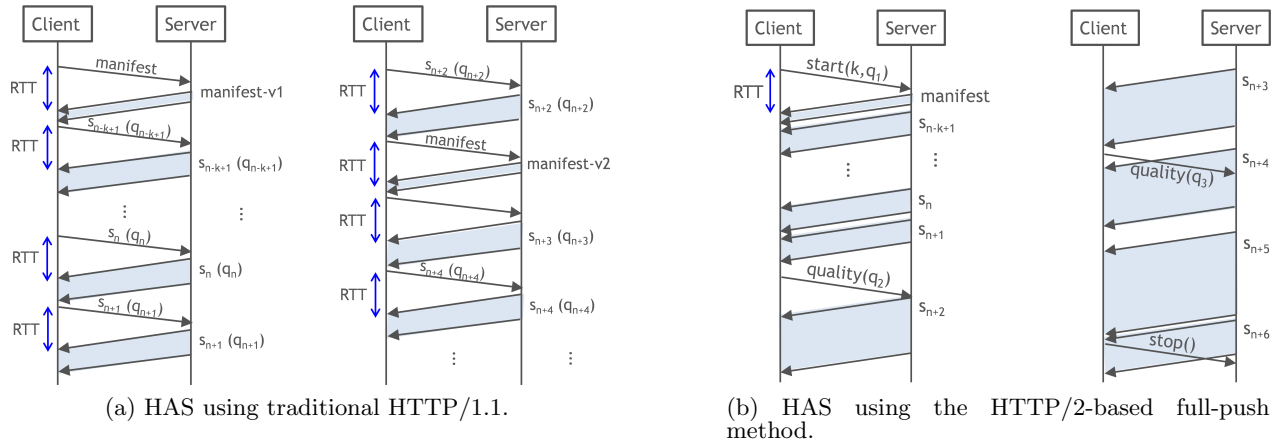 Client Server
manifest
RTT
manifest-v1
s_{n-k+1} (q_{n-k+1})
RTT
s_{n-k+1} (q_{n-k+1})
⋮ ⋮
s_n (q_n)
RTT
s_n (q_n)
s_{n+1} (q_{n+1})
RTT
s_{n+1} (q_{n+1})
Client Server
s_{n+2} (q_{n+2})
RTT
s_{n+2} (q_{n+2})
manifest
RTT
manifest-v2
RTT
s_{n+3} (q_{n+3})
s_{n+4} (q_{n+4})
RTT
s_{n+4} (q_{n+4})
⋮ ⋮
(a) HAS using traditional HTTP/1.1.
Client Server
start(k,q_1)
RTT
manifest
s_{n-k+1}
⋮ ⋮
s_n
s_{n+1}
quality(q_2)
s_{n+2}
Client Server
s_{n+3}
s_{n+4}
quality(q_3)
s_{n+5}
s_{n+6}
stop()
(b) HAS using the HTTP/2-based full-push
method.